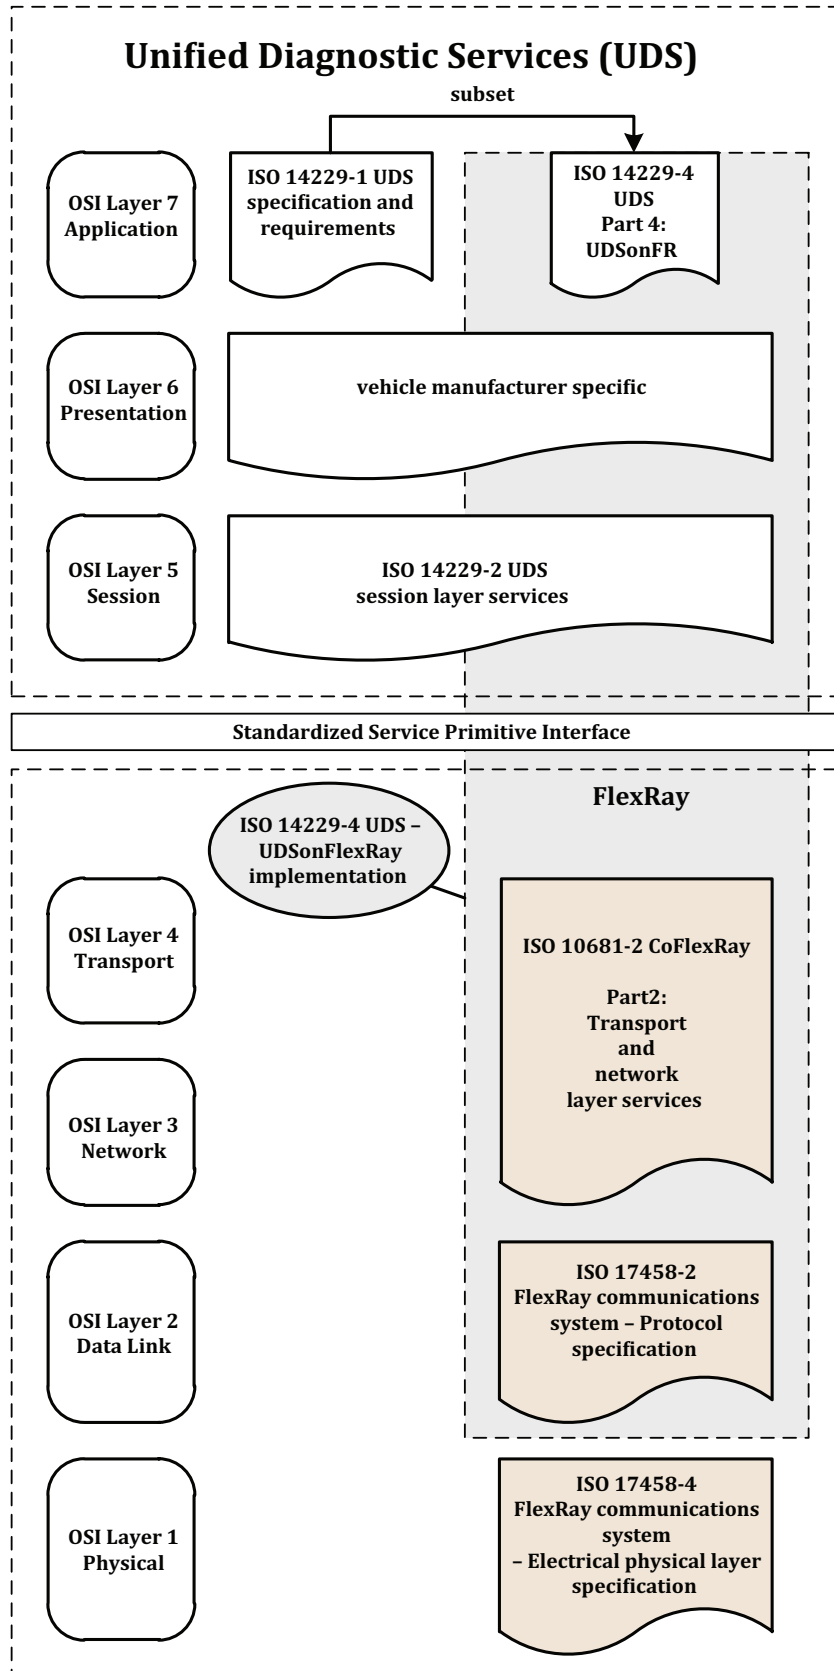 Unified Diagnostic Services (UDS)
subset
OSI Layer 7
Application
ISO 14229-1 UDS
specification and
requirements
ISO 14229-4
UDS
Part 4:
UDSonFR
OSI Layer 6
Presentation
vehicle manufacturer specific
OSI Layer 5
Session
ISO 14229-2 UDS
session layer services
Standardized Service Primitive Interface
FlexRay
ISO 14229-4 UDS –
UDSonFlexRay
implementation
OSI Layer 4
Transport
ISO 10681-2 CoFlexRay
Part2:
Transport
and
network
layer services
OSI Layer 3
Network
OSI Layer 2
Data Link
ISO 17458-2
FlexRay communications
system – Protocol
specification
OSI Layer 1
Physical
ISO 17458-4
FlexRay communications
system
– Electrical physical layer
specification